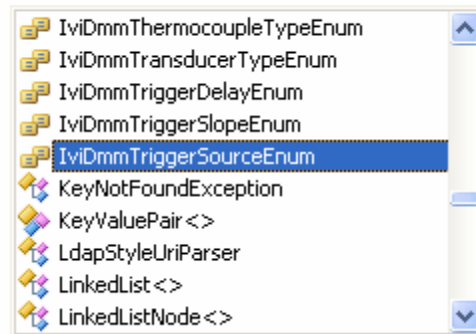 IviDmmThermocoupleTypeEnum
IviDmmTransducerTypeEnum
IviDmmTriggerDelayEnum
IviDmmTriggerSlopeEnum
IviDmmTriggerSourceEnum
KeyNotFoundException
KeyValuePair<>
LdapStyleUriParser
LinkedList<>
LinkedListNode<>